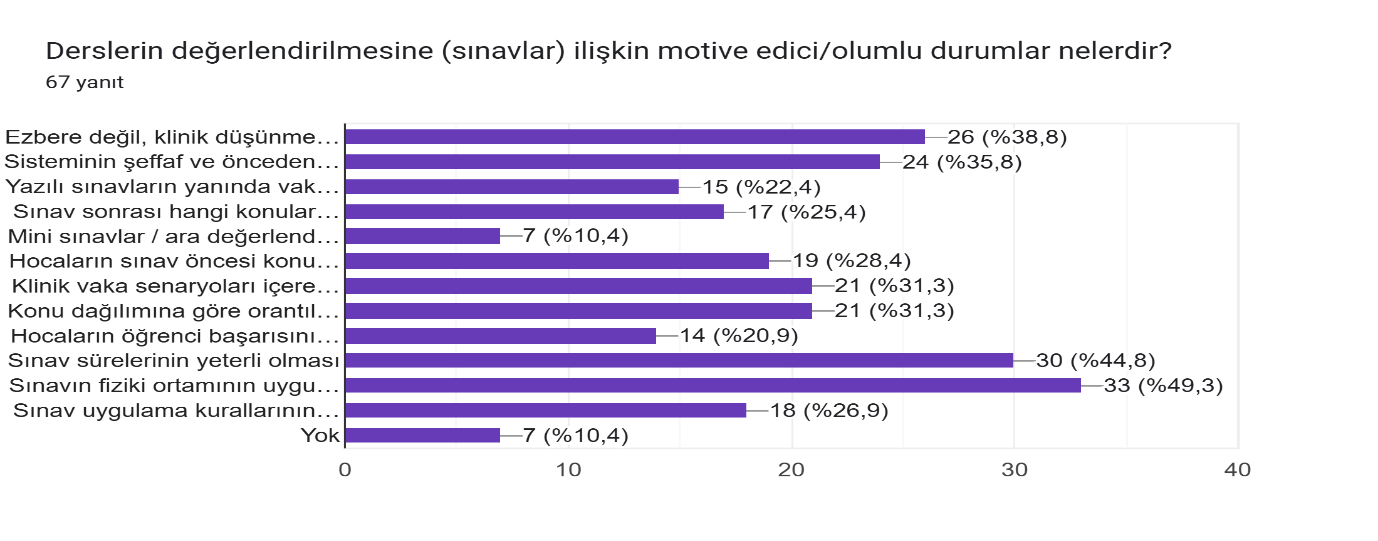 Derslerin değerlendirilmesine (sınavlar) ilişkin motive edici/olumlu durumlar nelerdir?
67 yanıt
Ezbere değil, klinik düşünme… 26 (%38,8)
Sisteminin şeffaf ve önceden… 24 (%35,8)
Yazılı sınavların yanında vak… 15 (%22,4)
Sınav sonrası hangi konular… 17 (%25,4)
Mini sınavlar / ara değerlend… 7 (%10,4)
Hocaların sınav öncesi konu… 19 (%28,4)
Klinik vaka senaryoları içere… 21 (%31,3)
Konu dağılımına göre orantıl… 21 (%31,3)
Hocaların öğrenci başarısını… 14 (%20,9)
Sınav sürelerinin yeterli olması 30 (%44,8)
Sınavın fiziki ortamının uygu… 33 (%49,3)
Sınav uygulama kurallarının… 18 (%26,9)
Yok 7 (%10,4)
0 10 20 30 40